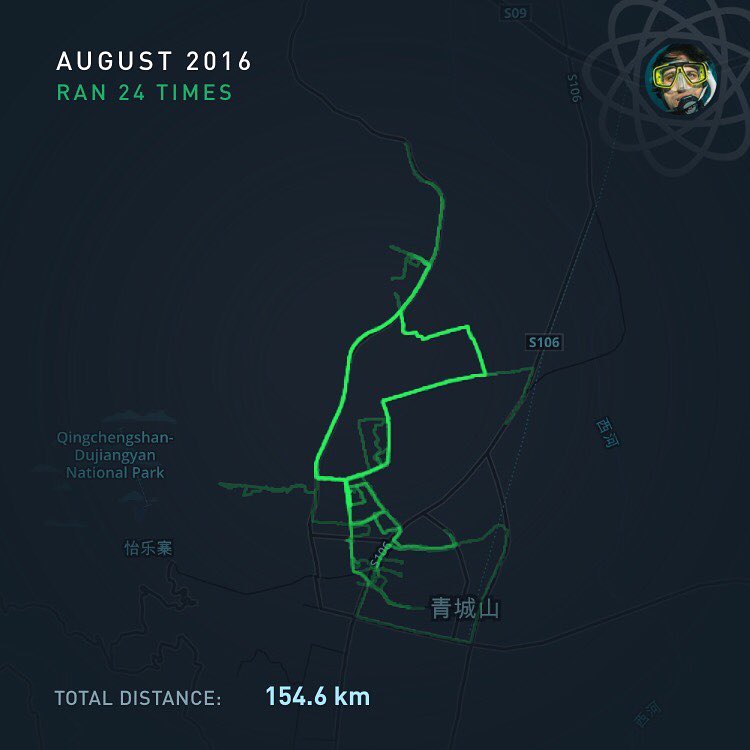 S09
AUGUST 2016
RAN 24 TIMES
S106
S106
西河
Qingchengshan-
Dujiangyan
National Park
怡乐寨
S106
青城山
TOTAL DISTANCE: 154.6 km
西河